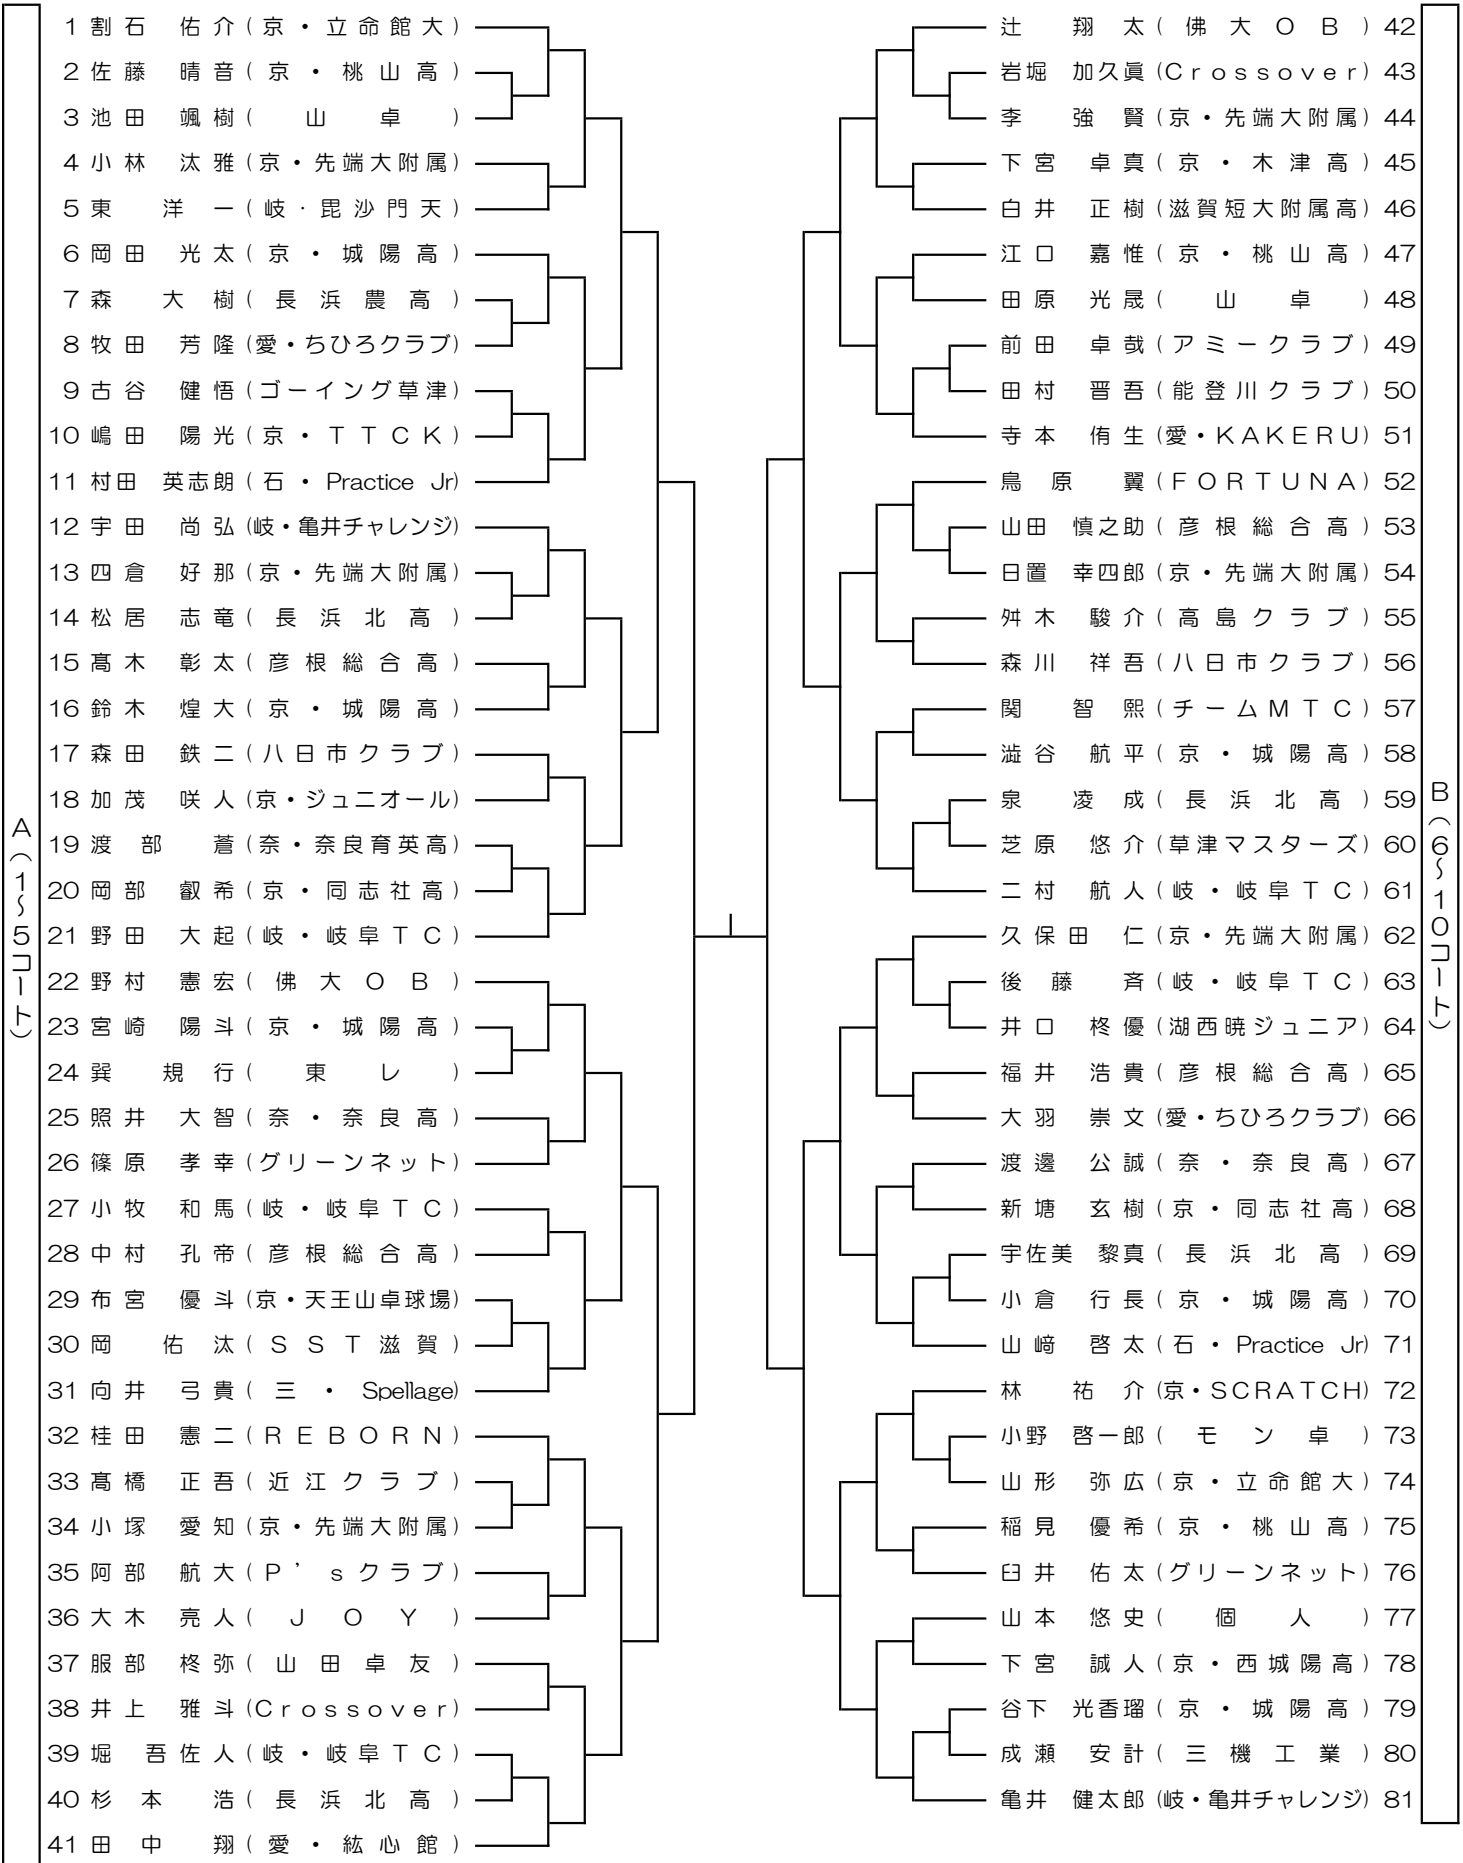 A（1～5コート）
1 割石 佑介 (京・立命館大)
2 佐藤 晴音 (京・桃山高)
3 池田 颯樹 (山卓)
4 小林 汰雅 (京・先端大附属)
5 東 洋一 (岐・毘沙門天)
6 岡田 光太 (京・城陽高)
7 森 大樹 (長浜農高)
8 牧田 芳隆 (愛・ちひろクラブ)
9 古谷 健悟 (ゴーイング草津)
10 嶋田 陽光 (京・TTCK)
11 村田 英志朗 (石・Practice Jr)
12 宇田 尚弘 (岐・亀井チャレンジ)
13 四倉 好那 (京・先端大附属)
14 松居 志竜 (長浜北高)
15 髙木 彰太 (彦根総合高)
16 鈴木 煌大 (京・城陽高)
17 森田 鉄二 (八日市クラブ)
18 加茂 咲人 (京・ジュニオール)
19 渡部 蒼 (奈・奈良育英高)
20 岡部 叡希 (京・同志社高)
21 野田 大起 (岐・岐阜TC)
22 野村 憲宏 (佛大OB)
23 宮崎 陽斗 (京・城陽高)
24 巽 規行 (東レ)
25 照井 大智 (奈・奈良高)
26 篠原 孝幸 (グリーンネット)
27 小牧 和馬 (岐・岐阜TC)
28 中村 孔帝 (彦根総合高)
29 布宮 優斗 (京・天王山卓球場)
30 岡 佑汰 (SST滋賀)
31 向井 弓貴 (三・Spellage)
32 桂田 憲二 (REBORN)
33 髙橋 正吾 (近江クラブ)
34 小塚 愛知 (京・先端大附属)
35 阿部 航大 (P'sクラブ)
36 大木 亮人 (JOY)
37 服部 柊弥 (山田卓友)
38 井上 雅斗 (Crossover)
39 堀 吾佐人 (岐・岐阜TC)
40 杉本 浩 (長浜北高)
41 田中 翔 (愛・紘心館)
辻 翔太 (佛大OB) 42
岩堀 加久眞 (Crossover) 43
李 強賢 (京・先端大附属) 44
下宮 卓真 (京・木津高) 45
白井 正樹 (滋賀短大附属高) 46
江口 嘉惟 (京・桃山高) 47
田原 光晟 (山卓) 48
前田 卓哉 (アミークラブ) 49
田村 晋吾 (能登川クラブ) 50
寺本 侑生 (愛・KAKERU) 51
鳥原 翼 (FORTUNA) 52
山田 慎之助 (彦根総合高) 53
日置 幸四郎 (京・先端大附属) 54
舛木 駿介 (高島クラブ) 55
森川 祥吾 (八日市クラブ) 56
関 智熙 (チームMTC) 57
澁谷 航平 (京・城陽高) 58
泉 凌成 (長浜北高) 59
芝原 悠介 (草津マスターズ) 60
二村 航人 (岐・岐阜TC) 61
久保田 仁 (京・先端大附属) 62
後藤 斉 (岐・岐阜TC) 63
井口 柊優 (湖西暁ジュニア) 64
福井 浩貴 (彦根総合高) 65
大羽 崇文 (愛・ちひろクラブ) 66
渡邊 公誠 (奈・奈良高) 67
新塘 玄樹 (京・同志社高) 68
宇佐美 黎真 (長浜北高) 69
小倉 行長 (京・城陽高) 70
山﨑 啓太 (石・Practice Jr) 71
林 祐介 (京・SCRATCH) 72
小野 啓一郎 (モン卓) 73
山形 弥広 (京・立命館大) 74
稲見 優希 (京・桃山高) 75
臼井 佑太 (グリーンネット) 76
山本 悠史 (個人) 77
下宮 誠人 (京・西城陽高) 78
谷下 光香瑠 (京・城陽高) 79
成瀬 安計 (三機工業) 80
亀井 健太郎 (岐・亀井チャレンジ) 81
B（6～10コート）